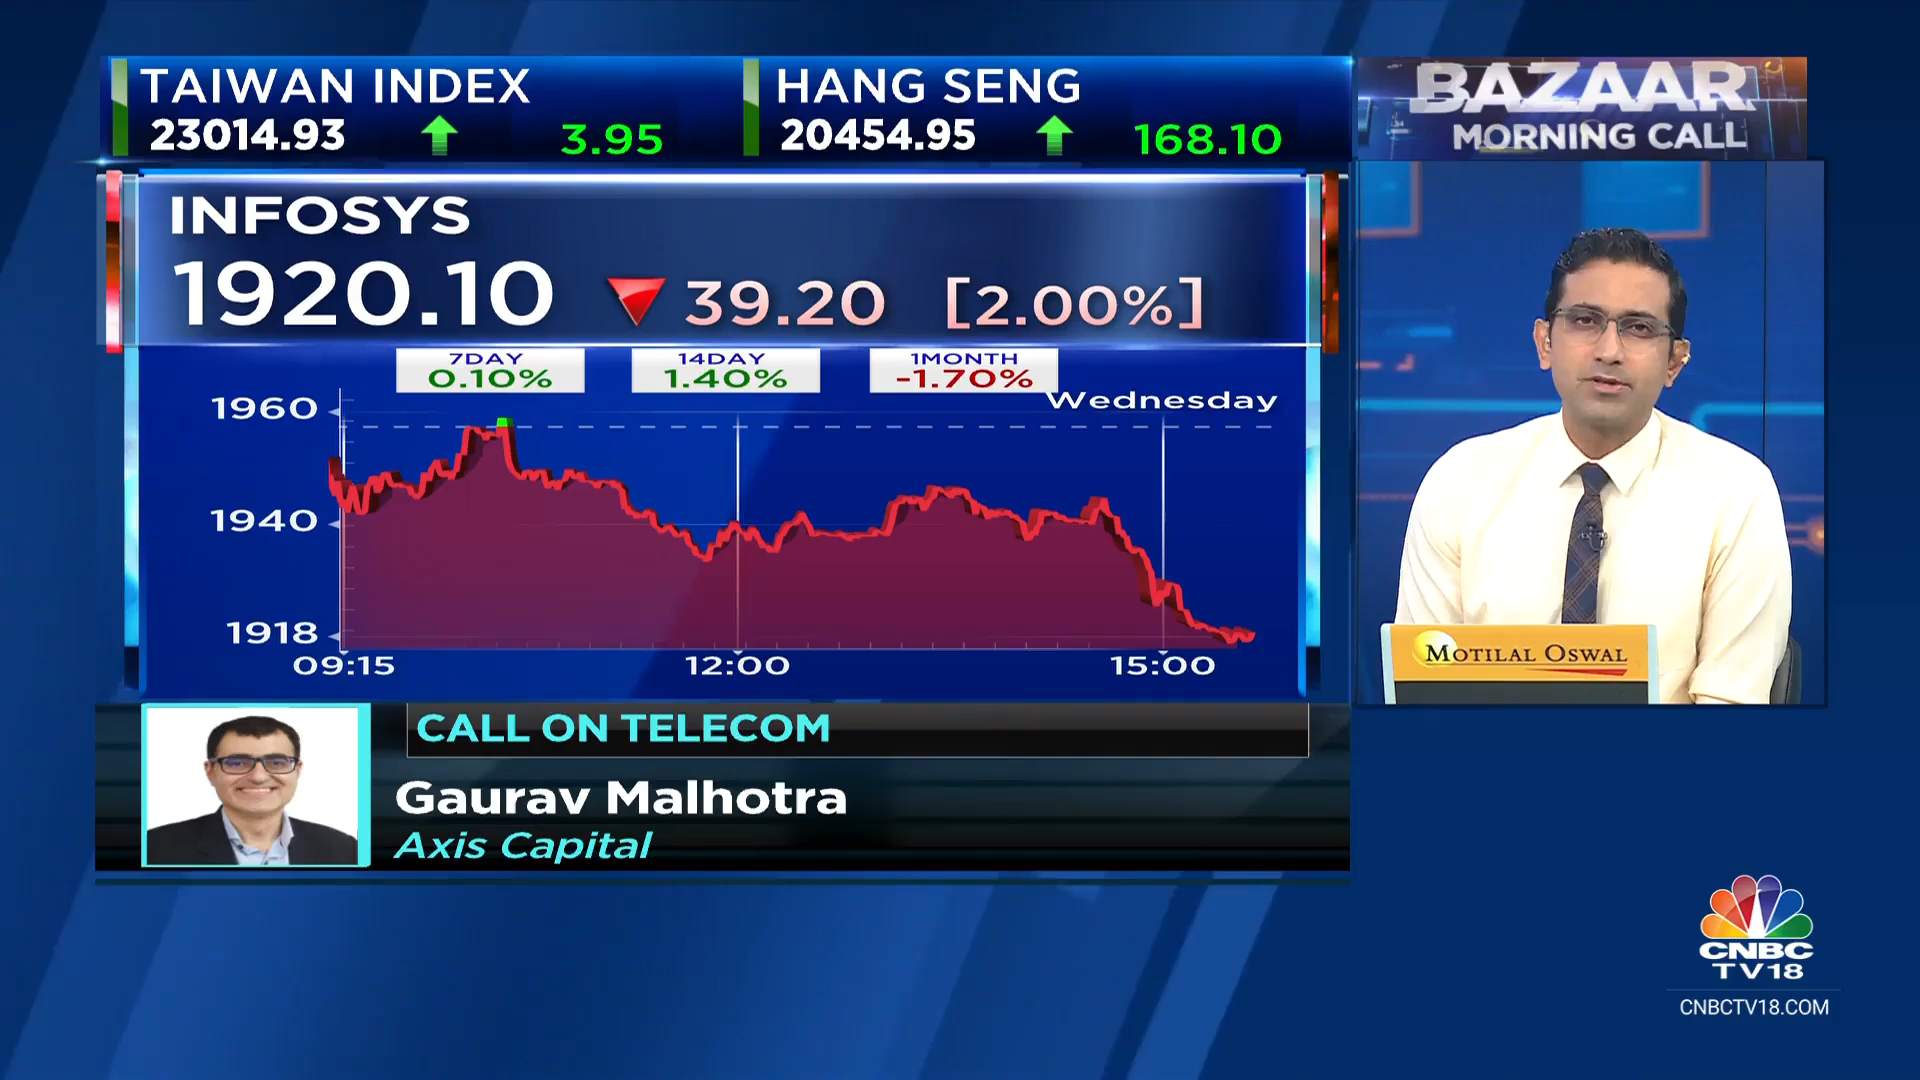 TAIWAN INDEX
23014.93 3.95
HANG SENG
20454.95 168.10
BAZAAR
MORNING CALL
INFOSYS
1920.10 39.20 [2.00%]
7DAY
0.10%
14DAY
1.40%
1MONTH
-1.70%
Wednesday
1960
1940
1918
09:15 12:00 15:00
MOTILAL OSWAL
CALL ON TELECOM
Gaurav Malhotra
Axis Capital
CNBC
TV18
CNBCTV18.COM